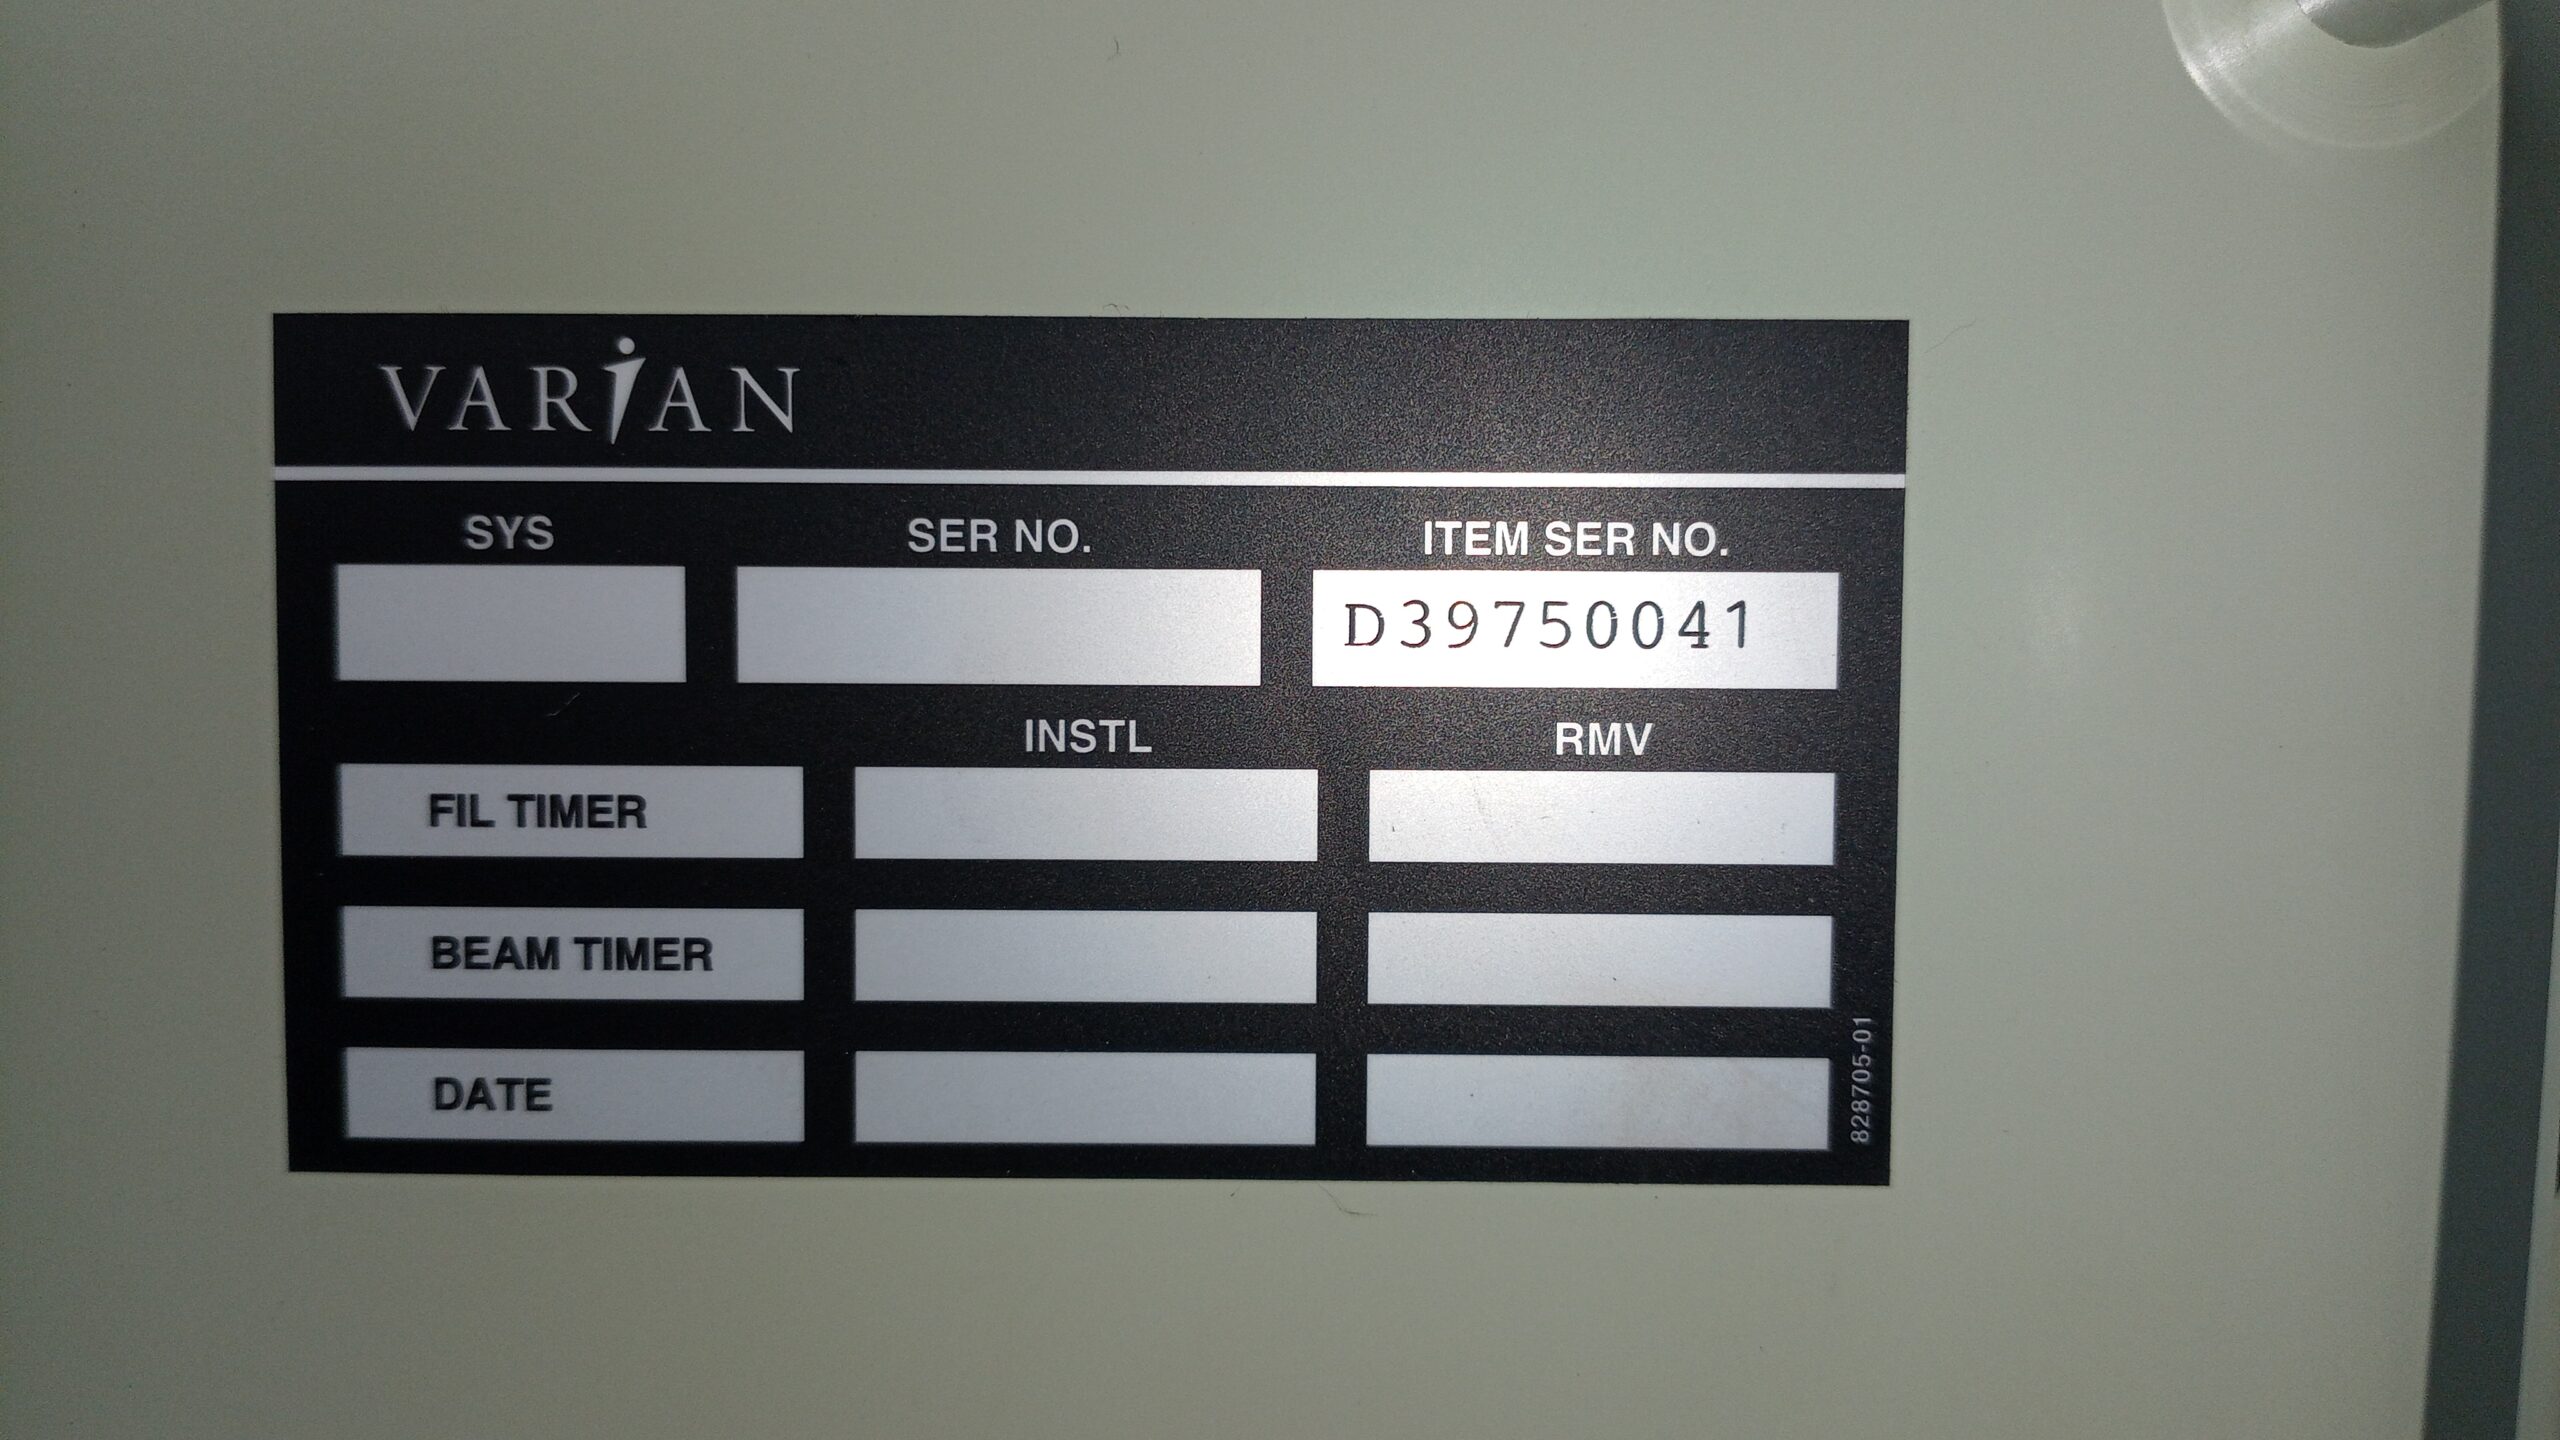 VARiAN
SYS SER NO. ITEM SER NO.
D39750041
INSTL RMV
FIL TIMER
BEAM TIMER
DATE
828705-01